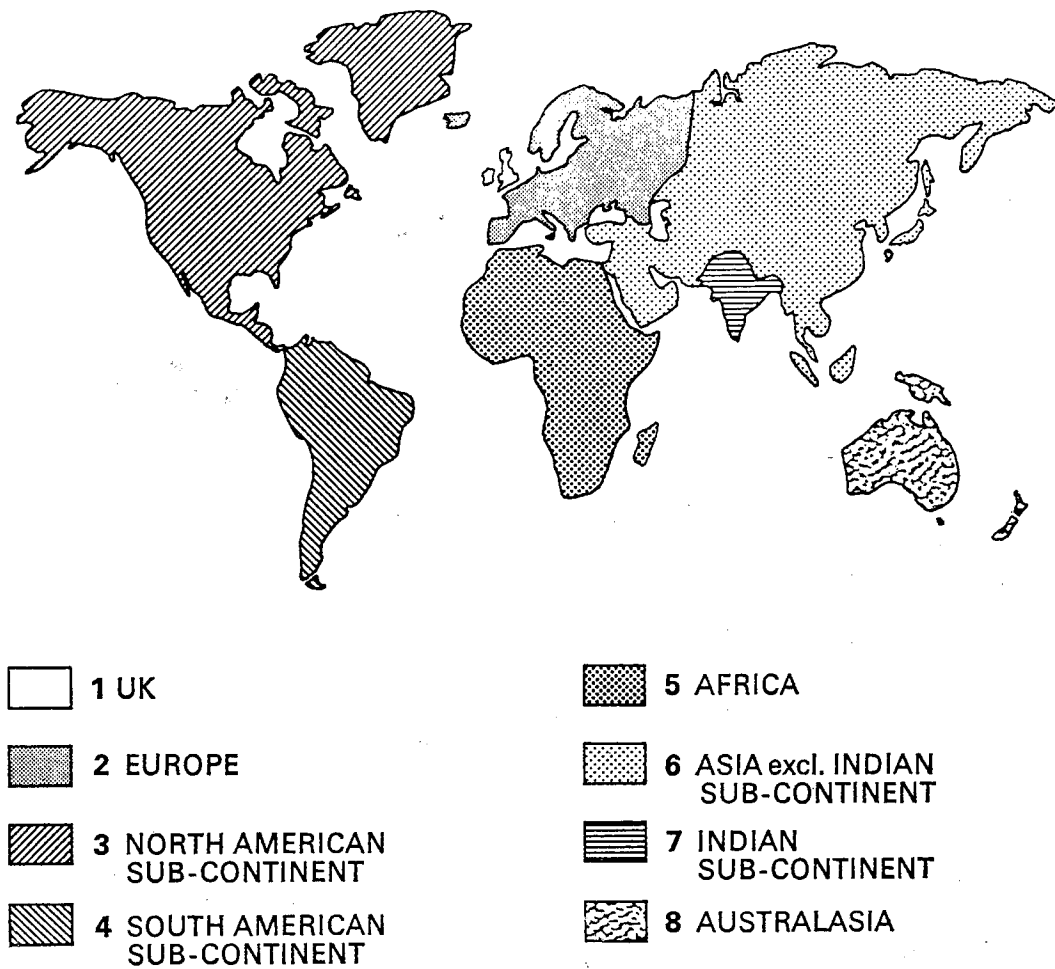 1 UK
2 EUROPE
3 NORTH AMERICAN
SUB-CONTINENT
4 SOUTH AMERICAN
SUB-CONTINENT
5 AFRICA
6 ASIA excl. INDIAN
SUB-CONTINENT
7 INDIAN
SUB-CONTINENT
8 AUSTRALASIA